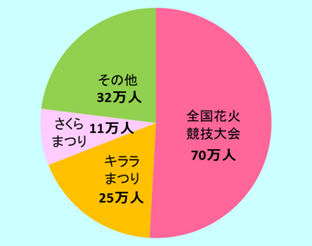 全国花火
競技大会
70万人
キララ
まつり
25万人
さくら
まつり
11万人
その他
32万人